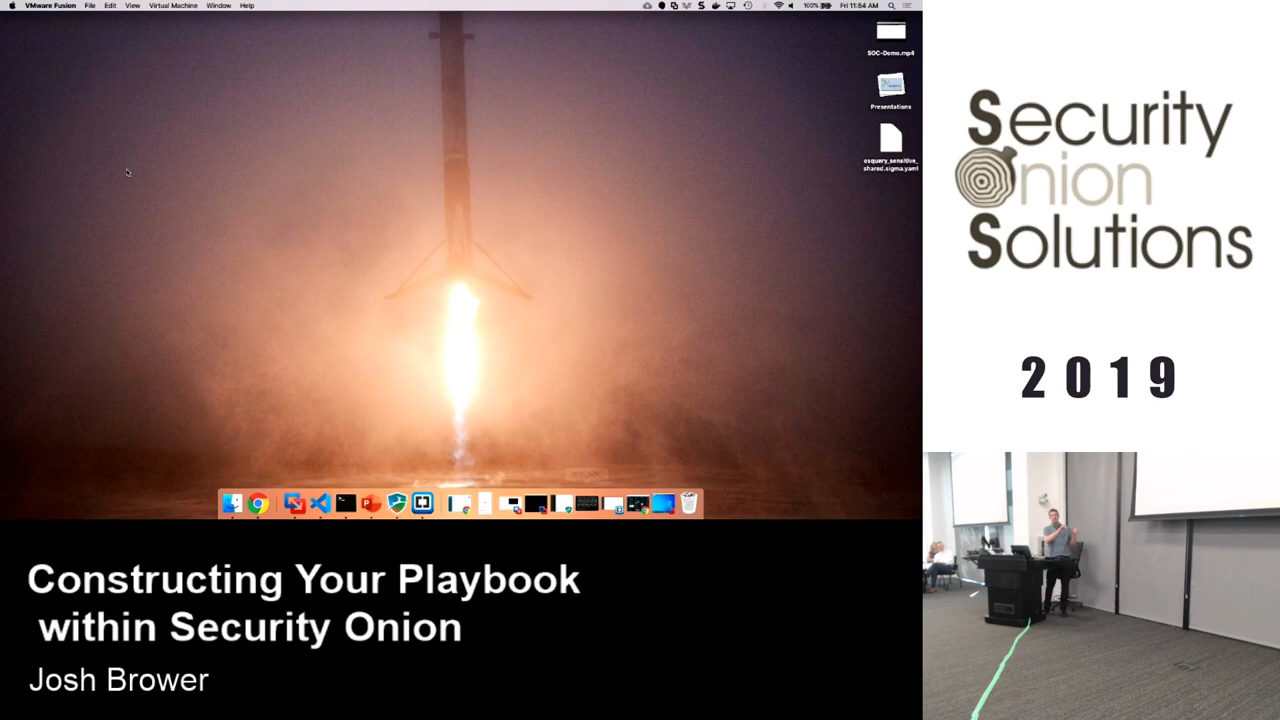 VMware Fusion File Edit View Virtual Machine Window Help
100% Fri 11:54 AM
SOC-Demo.mp4
Presentations
osquery_sensitive_
shared.sigma.yaml
Security
Onion
Solutions
2019
Constructing Your Playbook
within Security Onion
Josh Brower